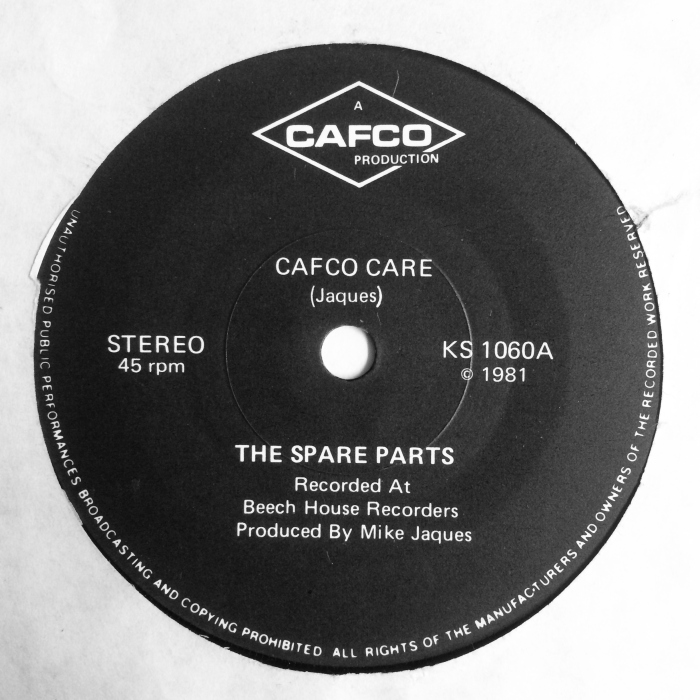 A
CAFCO
PRODUCTION
CAFCO CARE
(Jaques)
STEREO
45 rpm
KS 1060A
© 1981
THE SPARE PARTS
Recorded At
Beech House Recorders
Produced By Mike Jaques
UNAUTHORISED PUBLIC PERFORMANCES BROADCASTING AND COPYING PROHIBITED ALL RIGHTS OF THE MANUFACTURERS AND OWNERS OF THE RECORDED WORK RESERVED